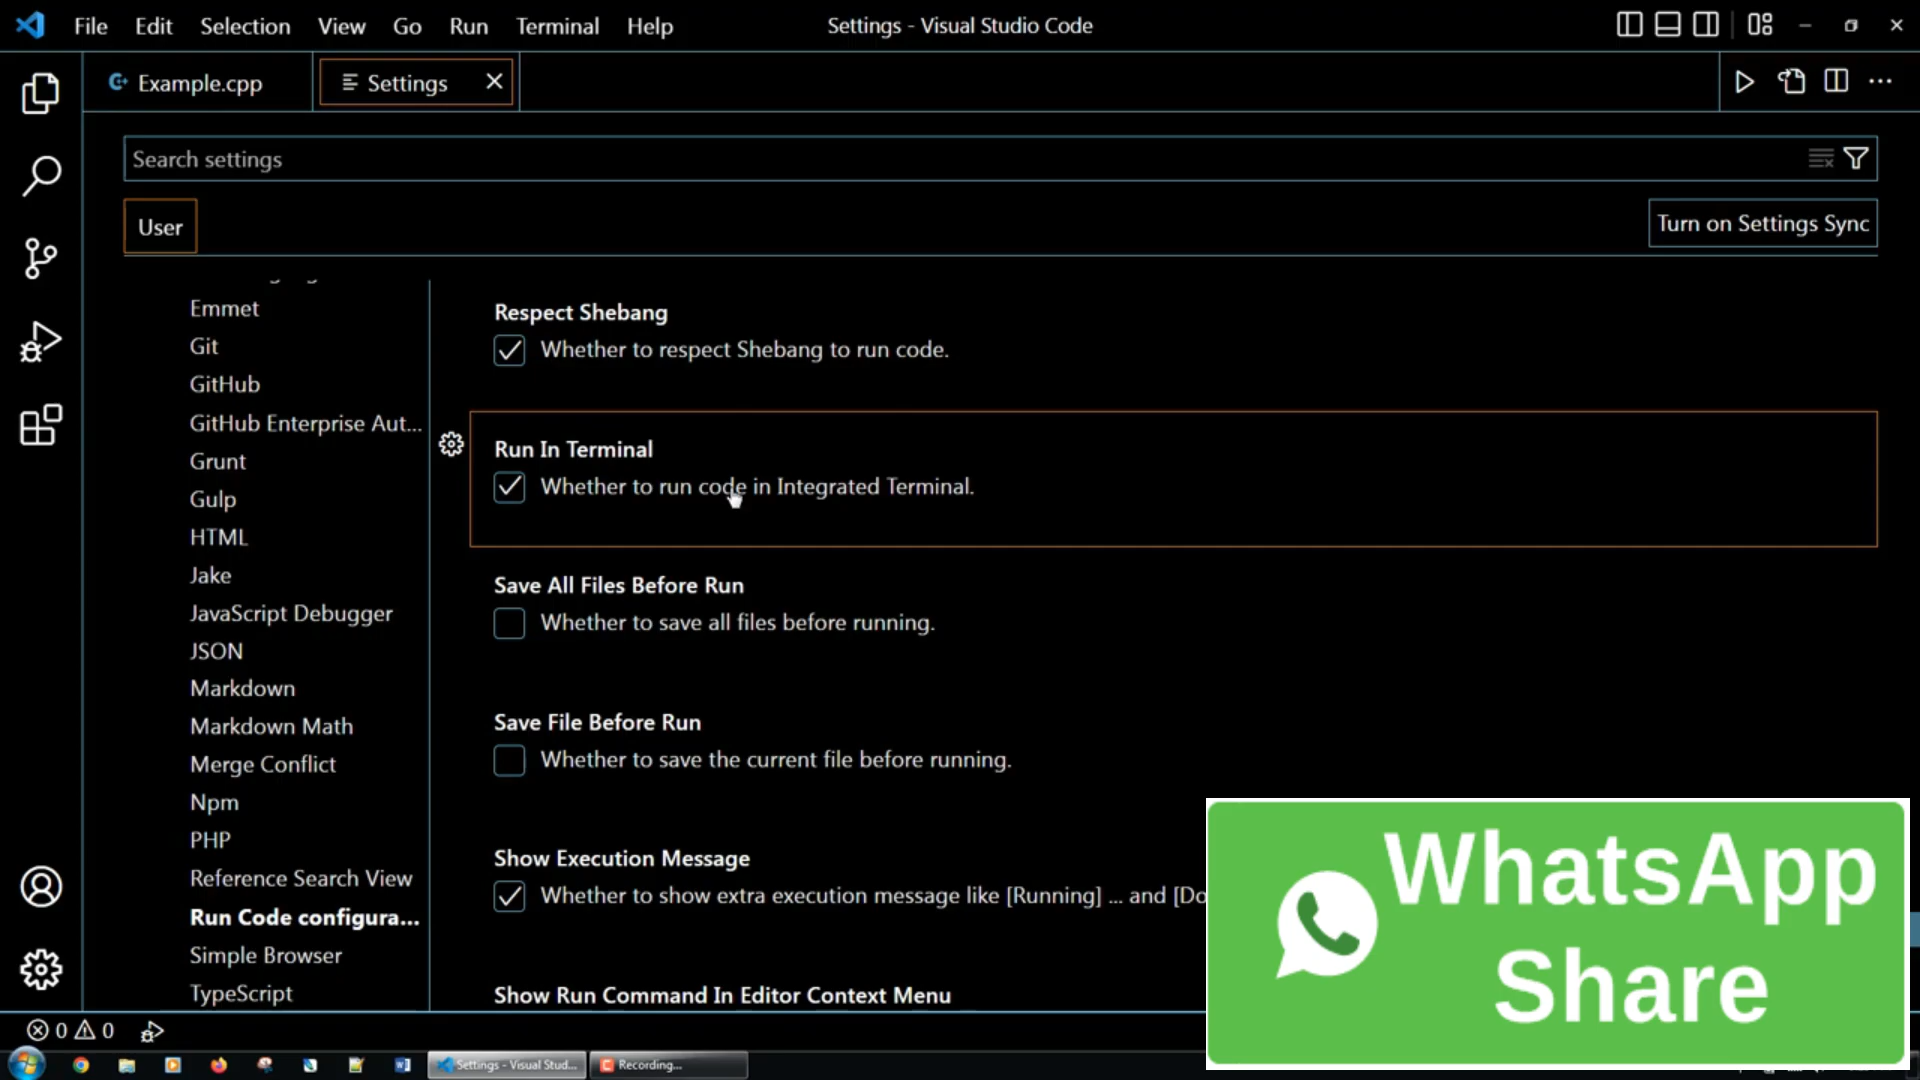 File Edit Selection View Go Run Terminal Help
Settings - Visual Studio Code
Example.cpp
Settings
Search settings
User
Turn on Settings Sync
Emmet
Git
GitHub
GitHub Enterprise Aut...
Grunt
Gulp
HTML
Jake
JavaScript Debugger
JSON
Markdown
Markdown Math
Merge Conflict
Npm
PHP
Reference Search View
Run Code configura...
Simple Browser
TypeScript
Respect Shebang
Whether to respect Shebang to run code.
Run In Terminal
Whether to run code in Integrated Terminal.
Save All Files Before Run
Whether to save all files before running.
Save File Before Run
Whether to save the current file before running.
Show Execution Message
Whether to show extra execution message like [Running] ... and [Do
Show Run Command In Editor Context Menu
WhatsApp
Share
0 0
Settings - Visual Stud...
Recording...